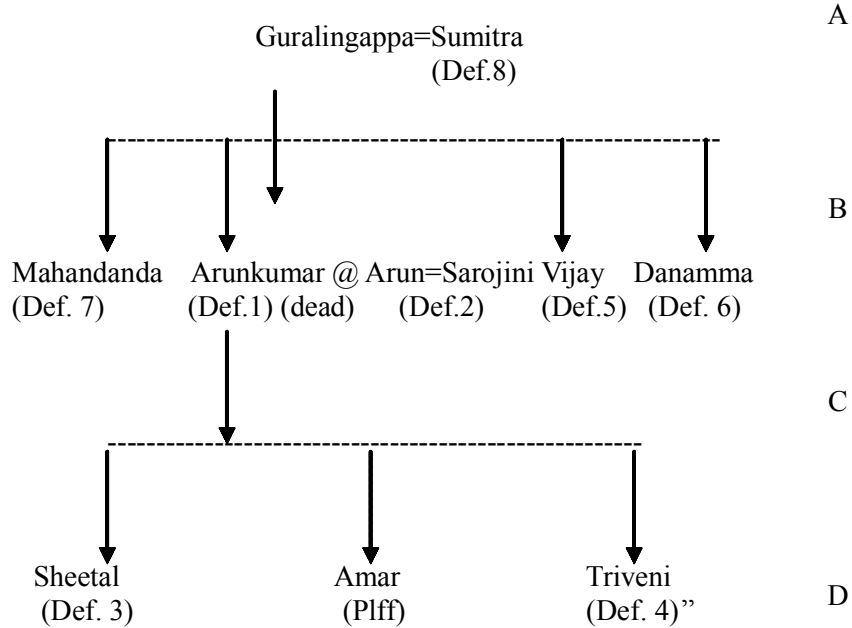 A
Guralingappa=Sumitra
(Def.8)
B
Mahandanda Arunkumar @ Arun=Sarojini Vijay Danamma
(Def. 7) (Def.1) (dead) (Def.2) (Def.5) (Def. 6)
C
Sheetal Amar Triveni
(Def. 3) (Plff) (Def. 4)”
D